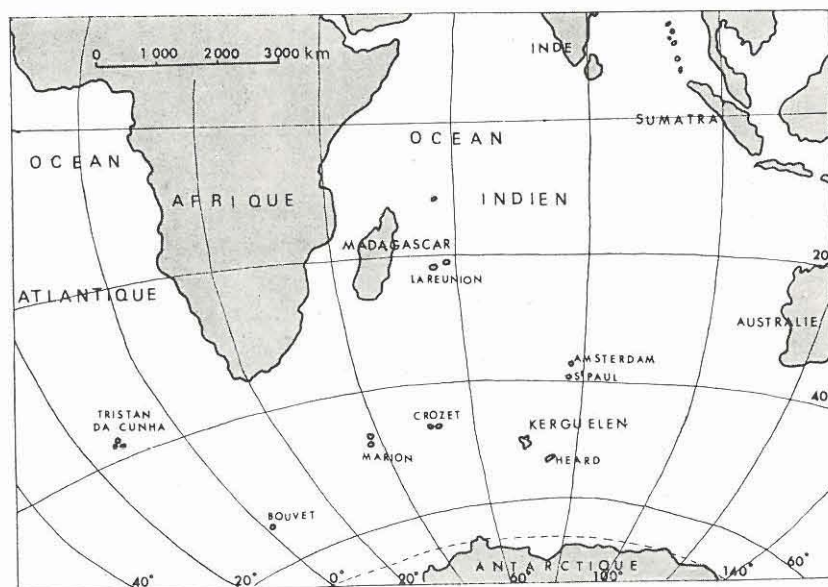 0 1 000 2 000 3000 km
INDE
SUMATRA
OCEAN
OCEAN
AFRIQUE
INDIEN
MADAGASCAR
20
LA REUNION
ATLANTIQUE
AUSTRALIE
AMSTERDAM
St PAUL
40
TRISTAN
DA CUNHA
CROZET
KERGUELEN
MARION
HEARD
BOUVET
ANTARCTIQUE
40° 20° 0° 20° 60° 100° 140° 60°